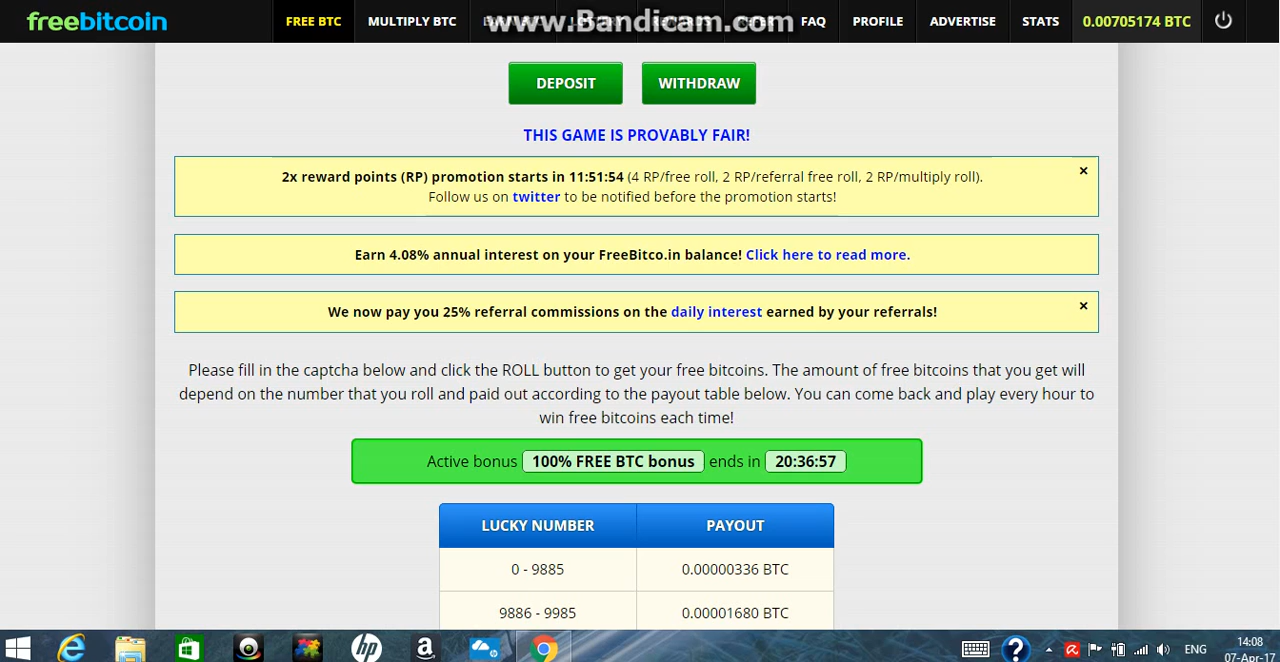 freebitcoin
FREE BTC MULTIPLY BTC FAQ PROFILE ADVERTISE STATS 0.00705174 BTC
www.Bandicam.com
DEPOSIT WITHDRAW
THIS GAME IS PROVABLY FAIR!
2x reward points (RP) promotion starts in 11:51:54 (4 RP/free roll, 2 RP/referral free roll, 2 RP/multiply roll).
Follow us on twitter to be notified before the promotion starts!
Earn 4.08% annual interest on your FreeBitco.in balance! Click here to read more.
We now pay you 25% referral commissions on the daily interest earned by your referrals!
Please fill in the captcha below and click the ROLL button to get your free bitcoins. The amount of free bitcoins that you get will
depend on the number that you roll and paid out according to the payout table below. You can come back and play every hour to
win free bitcoins each time!
Active bonus 100% FREE BTC bonus ends in 20:36:57
LUCKY NUMBER PAYOUT
0 - 9885 0.00000336 BTC
9886 - 9985 0.00001680 BTC
hp a ? ENG 14:08
07-Apr-17